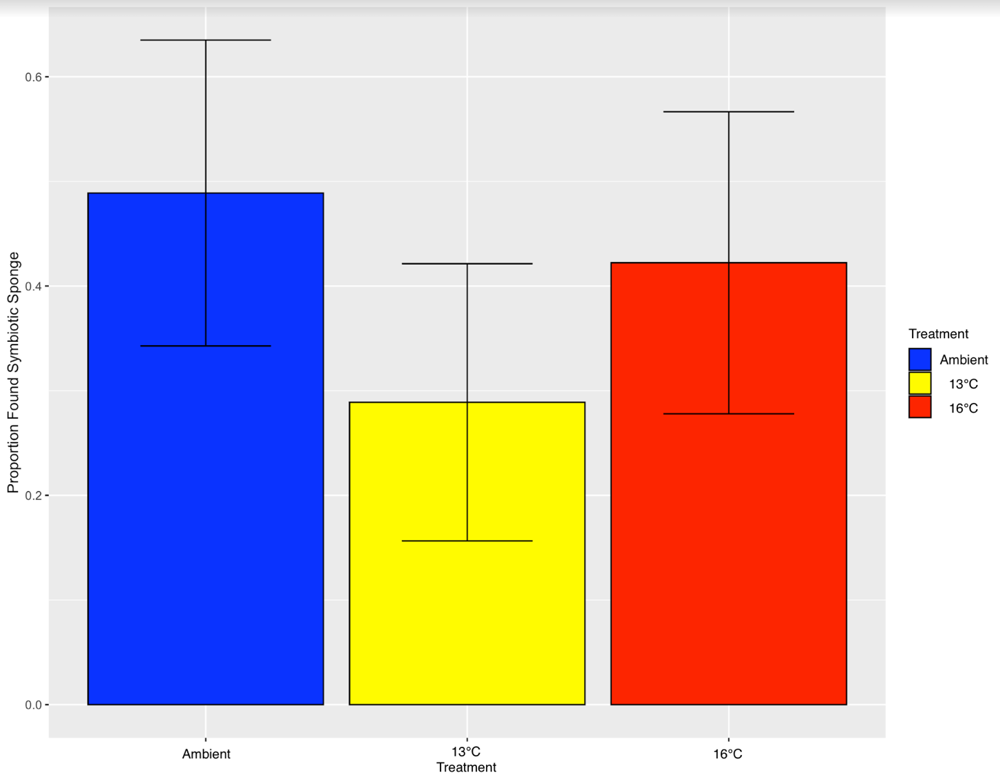 Proportion Found Symbiotic Sponge
0.6
0.4
0.2
0.0
Ambient
13°C
16°C
Treatment
Treatment
Ambient
13°C
16°C